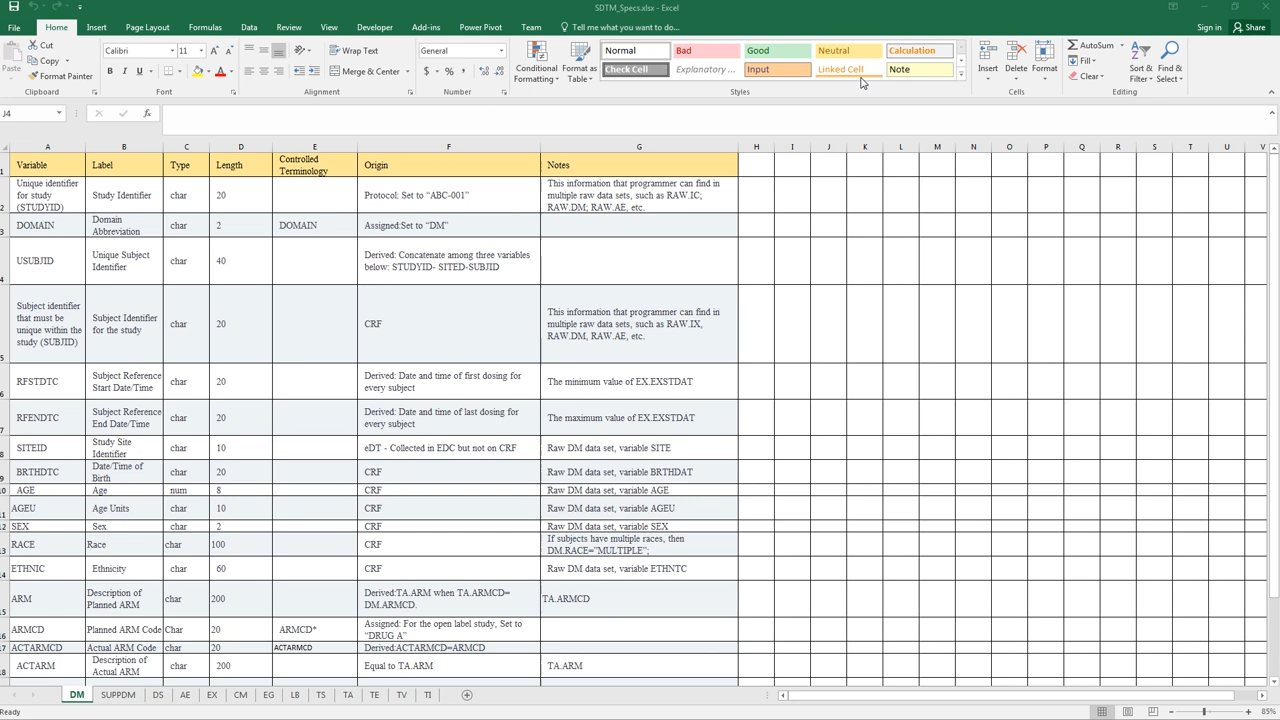 SDTM_Specs.xlsx - Excel
File Home Insert Page Layout Formulas Data Review View Developer Add-ins Power Pivot Team Tell me what you want to do... Sign in Share
Cut
Copy
Format Painter
Paste
Clipboard
Calibri 11
B I U
Font
Wrap Text
Merge & Center
Alignment
General
$ % ,
Number
Conditional
Formatting
Format as
Table
Normal Bad Good Neutral Calculation
Check Cell Explanatory ... Input Linked Cell Note
Styles
Insert Delete Format
Cells
AutoSum
Fill
Clear
Sort &
Filter
Find &
Select
Editing
J4
A B C D E F G H I J K L M N O P Q R S T U V
1 Variable Label Type Length Controlled
Terminology Origin Notes
2 Unique identifier
for study
(STUDYID) Study Identifier char 20 Protocol: Set to “ABC-001” This information that programmer can find in
multiple raw data sets, such as RAW.IC;
RAW.DM; RAW.AE, etc.
3 DOMAIN Domain
Abbreviation char 2 DOMAIN Assigned:Set to “DM”
4 USUBJID Unique Subject
Identifier char 40 Derived: Concatenate among three variables
below: STUDYID- SITED-SUBJID
5 Subject identifier
that must be
unique within the
study (SUBJID) Subject Identifier
for the study char 20 CRF This information that programmer can find in
multiple raw data sets, such as RAW.IX,
RAW.DM, RAW.AE, etc.
6 RFSTDTC Subject Reference
Start Date/Time char 20 Derived: Date and time of first dosing for
every subject The minimum value of EX.EXSTDAT
7 RFENDTC Subject Reference
End Date/Time char 20 Derived: Date and time of last dosing for
every subject The maximum value of EX.EXSTDAT
8 SITEID Study Site
Identifier char 10 eDT - Collected in EDC but not on CRF Raw DM data set, variable SITE
9 BRTHDTC Date/Time of
Birth char 20 CRF Raw DM data set, variable BRTHDAT
10 AGE Age num 8 CRF Raw DM data set, variable AGE
11 AGEU Age Units char 10 CRF Raw DM data set, variable AGEU
12 SEX Sex char 2 CRF Raw DM data set, variable SEX
13 RACE Race char 100 CRF If subjects have multiple races, then
DM.RACE=”MULTIPLE”;
14 ETHNIC Ethnicity char 60 CRF Raw DM data set, variable ETHNTC
15 ARM Description of
Planned ARM char 200 Derived:TA.ARM when TA.ARMCD=
DM.ARMCD. TA.ARMCD
16 ARMCD Planned ARM Code Char 20 ARMCD* Assigned: For the open label study, Set to
“DRUG A”
17 ACTARMCD Actual ARM Code char 20 ACTARMCD Derived:ACTARMCD=ARMCD
18 ACTARM Description of
Actual ARM char 200 Equal to TA.ARM TA.ARM
DM SUPPDM DS AE EX CM EG LB TS TA TE TV TI
Ready 85%